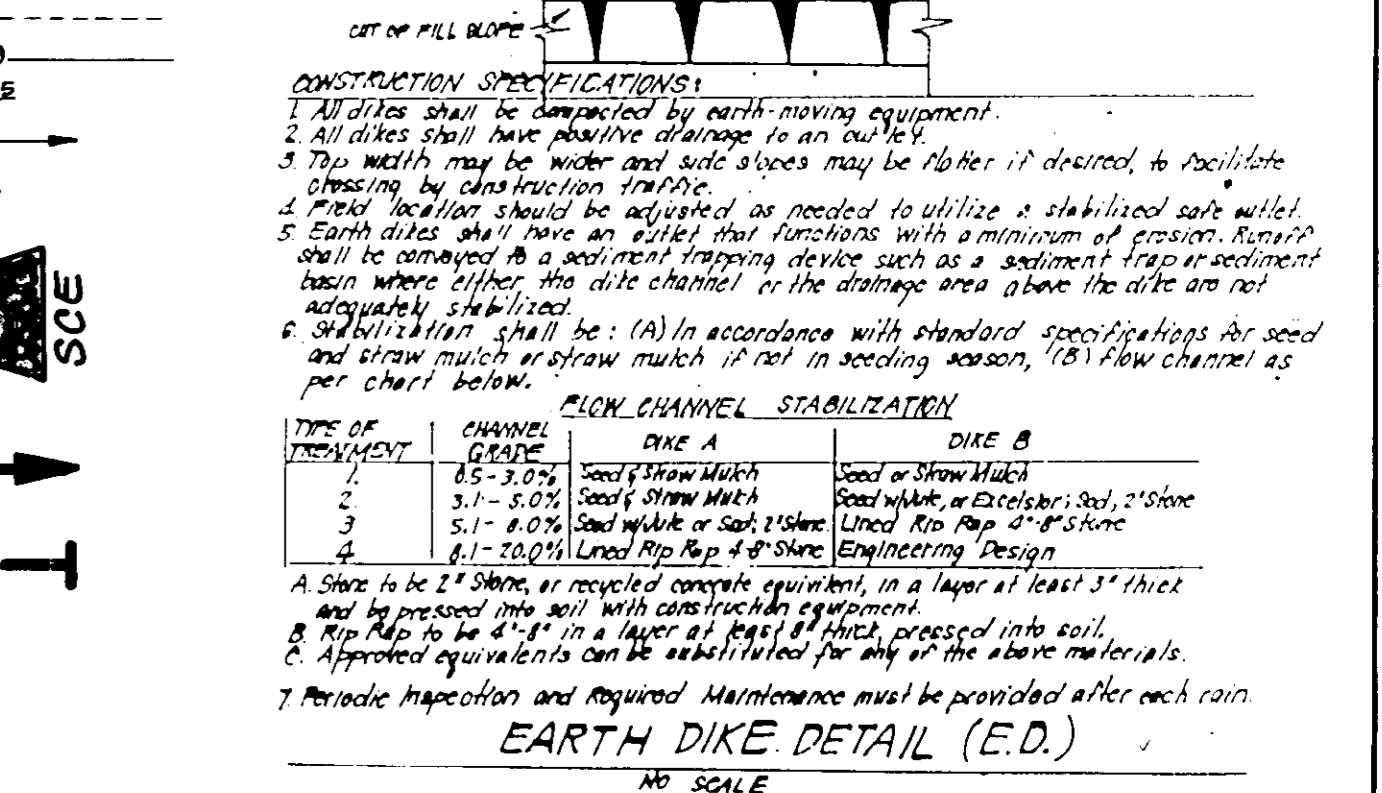 CUT OR FILL SLOPE
5
SCE
CONSTRUCTION SPECIFICATIONS:
1. All dikes shall be compacted by earth-moving equipment.
2. All dikes shall have positive drainage to an outlet.
3. Top width may be wider and side slopes may be flatter if desired, to facilitate
crossing by construction traffic.
4. Field location should be adjusted as needed to utilize a stabilized safe outlet.
5. Earth dikes shall have an outlet that functions with a minimum of erosion. Runoff
shall be conveyed to a sediment trapping device such as a sediment trap or sediment
basin where either the dike channel or the drainage area above the dike are not
adequately stabilized.
6. Stabilization shall be: (A) In accordance with standard specifications for seed
and straw mulch or straw mulch if not in seeding season, (B) flow channel as
per chart below.
FLOW CHANNEL STABILIZATION
TYPE OF TREATMENT CHANNEL GRADE DIKE A DIKE B
1. 0.5-3.0% Seed & Straw Mulch Seed or Straw Mulch
2. 3.1-5.0% Seed & Straw Mulch Seed w/Jute, or Excelsior; Sod, 2" Stone
3 5.1-8.0% Seed w/Jute or Sod; 2" Stone Lined Rip Rap 4"-8" Stone
4 8.1-20.0% Lined Rip Rap 4-8" Stone Engineering Design
A. Stone to be 2" Stone, or recycled concrete equivilent, in a layer at least 3" thick
and be pressed into soil with construction equipment.
B. Rip Rap to be 4"-8" in a layer at least 8" thick, pressed into soil.
C. Approved equivalents can be substituted for any of the above materials.
7. Periodic Inspection and Required Maintenance must be provided after each rain.
EARTH DIKE DETAIL (E.D.)
NO SCALE